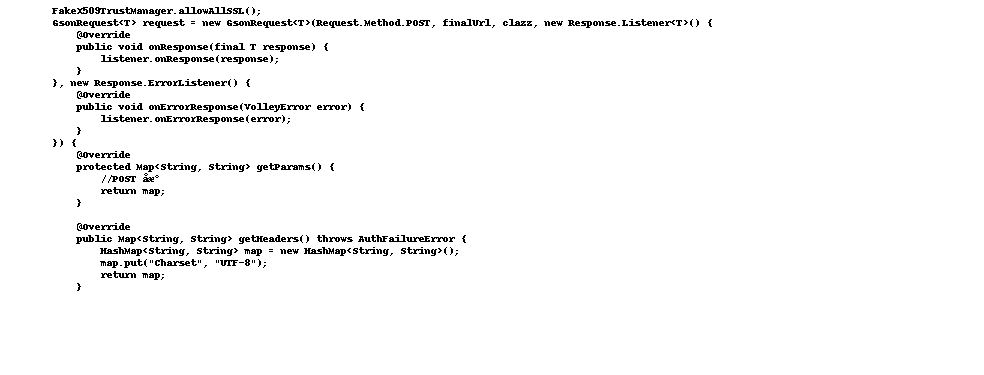 FakeX509TrustManager.allowAllSSL();
GsonRequest<T> request = new GsonRequest<T>(Request.Method.POST, finalUrl, clazz, new Response.Listener<T>() {
@Override
public void onResponse(final T response) {
listener.onResponse(response);
}
}, new Response.ErrorListener() {
@Override
public void onErrorResponse(VolleyError error) {
listener.onErrorResponse(error);
}
}) {
@Override
protected Map<String, String> getParams() {
//POST åæ°
return map;
}
@Override
public Map<String, String> getHeaders() throws AuthFailureError {
HashMap<String, String> map = new HashMap<String, String>();
map.put("Charset", "UTF-8");
return map;
}